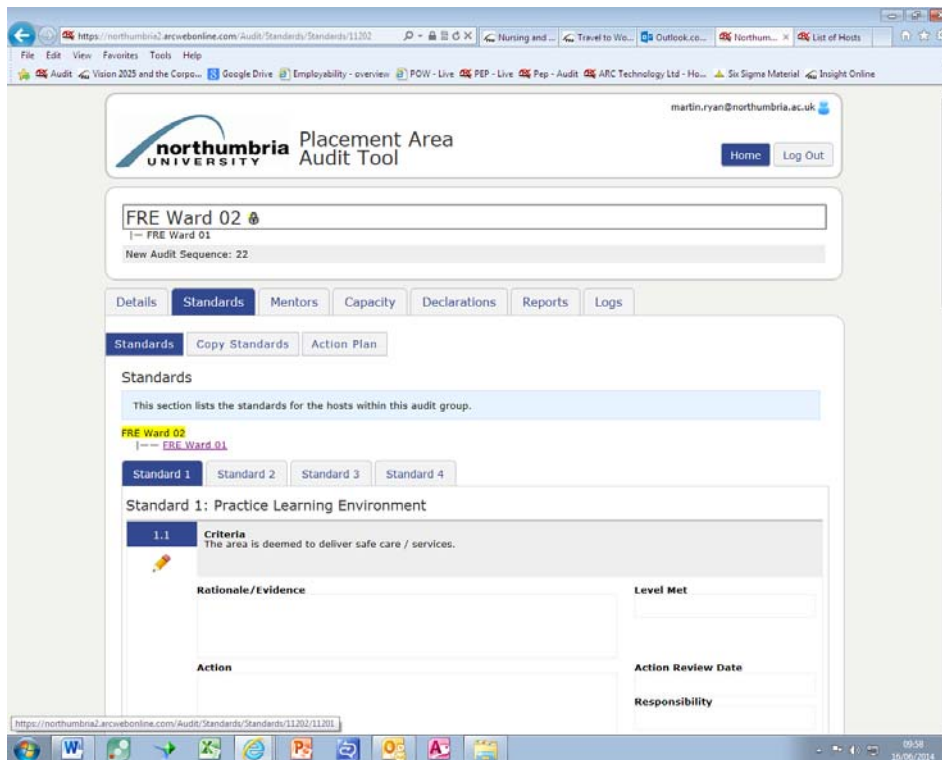 https://northumbria2.arcwebonline.com/Audit/Standards/Standards/11202
Nursing and ...
Travel to Wo...
Outlook.co...
Northum...
List of Hosts
File Edit View Favorites Tools Help
Audit
Vision 2025 and the Corpo...
Google Drive
Employability - overview
POW - Live
PEP - Live
Pep - Audit
ARC Technology Ltd - Ho...
Six Sigma Material
Insight Online
martin.ryan@northumbria.ac.uk
northumbria
UNIVERSITY
Placement Area
Audit Tool
Home
Log Out
FRE Ward 02
|— FRE Ward 01
New Audit Sequence: 22
Details Standards Mentors Capacity Declarations Reports Logs
Standards Copy Standards Action Plan
Standards
This section lists the standards for the hosts within this audit group.
FRE Ward 02
|—— FRE Ward 01
Standard 1 Standard 2 Standard 3 Standard 4
Standard 1: Practice Learning Environment
1.1
Criteria
The area is deemed to deliver safe care / services.
Rationale/Evidence
Level Met
Action
Action Review Date
Responsibility
https://northumbria2.arcwebonline.com/Audit/Standards/Standards/11202/11201
09:58
16/06/2014